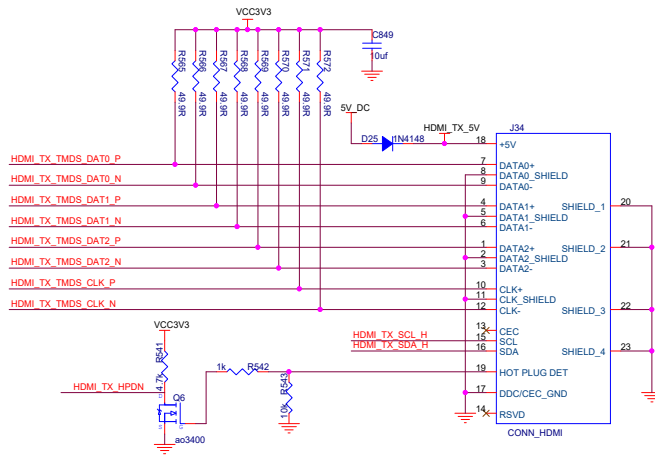 VCC3V3
C849
10uf
R565
R566
R567
R568
R569
R570
R571
R572
49.9R
49.9R
49.9R
49.9R
49.9R
49.9R
49.9R
49.9R
5V_DC
D25
1N4148
HDMI_TX_5V
J34
18
+5V
HDMI_TX_TMDS_DAT0_P
7
DATA0+
8
DATA0_SHIELD
HDMI_TX_TMDS_DAT0_N
9
DATA0-
HDMI_TX_TMDS_DAT1_P
4
DATA1+
SHIELD_1
20
5
DATA1_SHIELD
HDMI_TX_TMDS_DAT1_N
6
DATA1-
HDMI_TX_TMDS_DAT2_P
1
DATA2+
SHIELD_2
21
2
DATA2_SHIELD
HDMI_TX_TMDS_DAT2_N
3
DATA2-
HDMI_TX_TMDS_CLK_P
10
CLK+
11
CLK_SHIELD
HDMI_TX_TMDS_CLK_N
12
CLK-
SHIELD_3
22
VCC3V3
13
CEC
HDMI_TX_SCL_H
15
SCL
HDMI_TX_SDA_H
16
SDA
SHIELD_4
23
R541
4.7k
1k
R542
19
HOT PLUG DET
HDMI_TX_HPDN
R543
10k
17
DDC/CEC_GND
Q6
D
S
G
14
RSVD
ao3400
CONN_HDMI